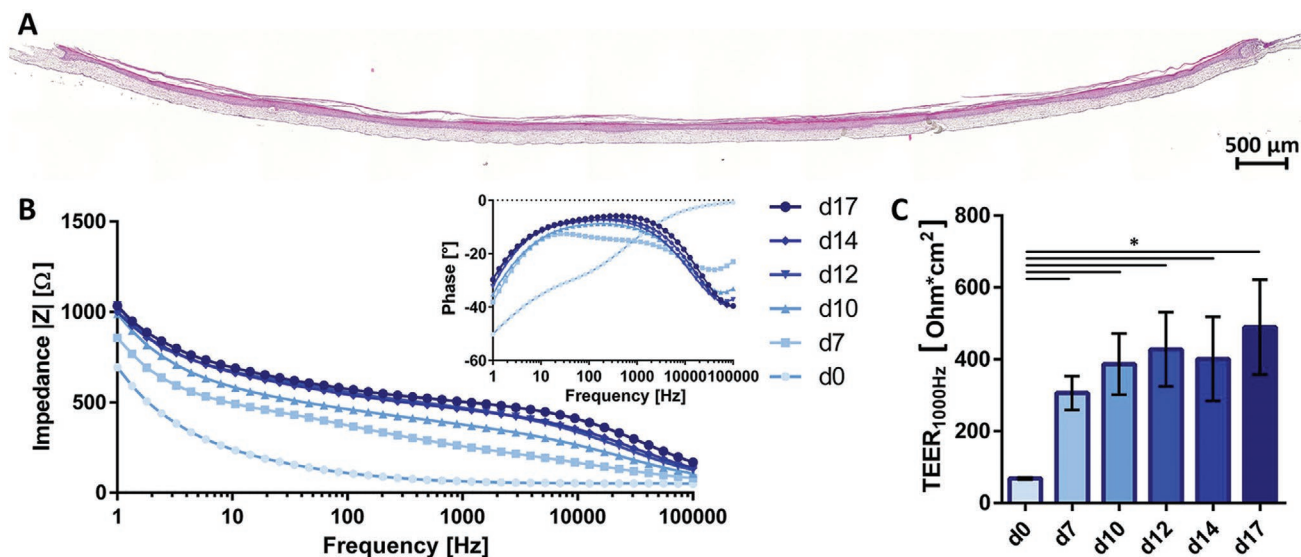 A
500 µm
B
Impedance |Z| [Ω]
1500
1000
500
0
1
10
100
1000
10000
100000
Frequency [Hz]
Phase [°]
0
-20
-40
-60
1
10
100
1000
10000
100000
Frequency [Hz]
d17
d14
d12
d10
d7
d0
C
TEER1000Hz [ Ohm*cm2]
800
600
400
200
0
*
d0
d7
d10
d12
d14
d17